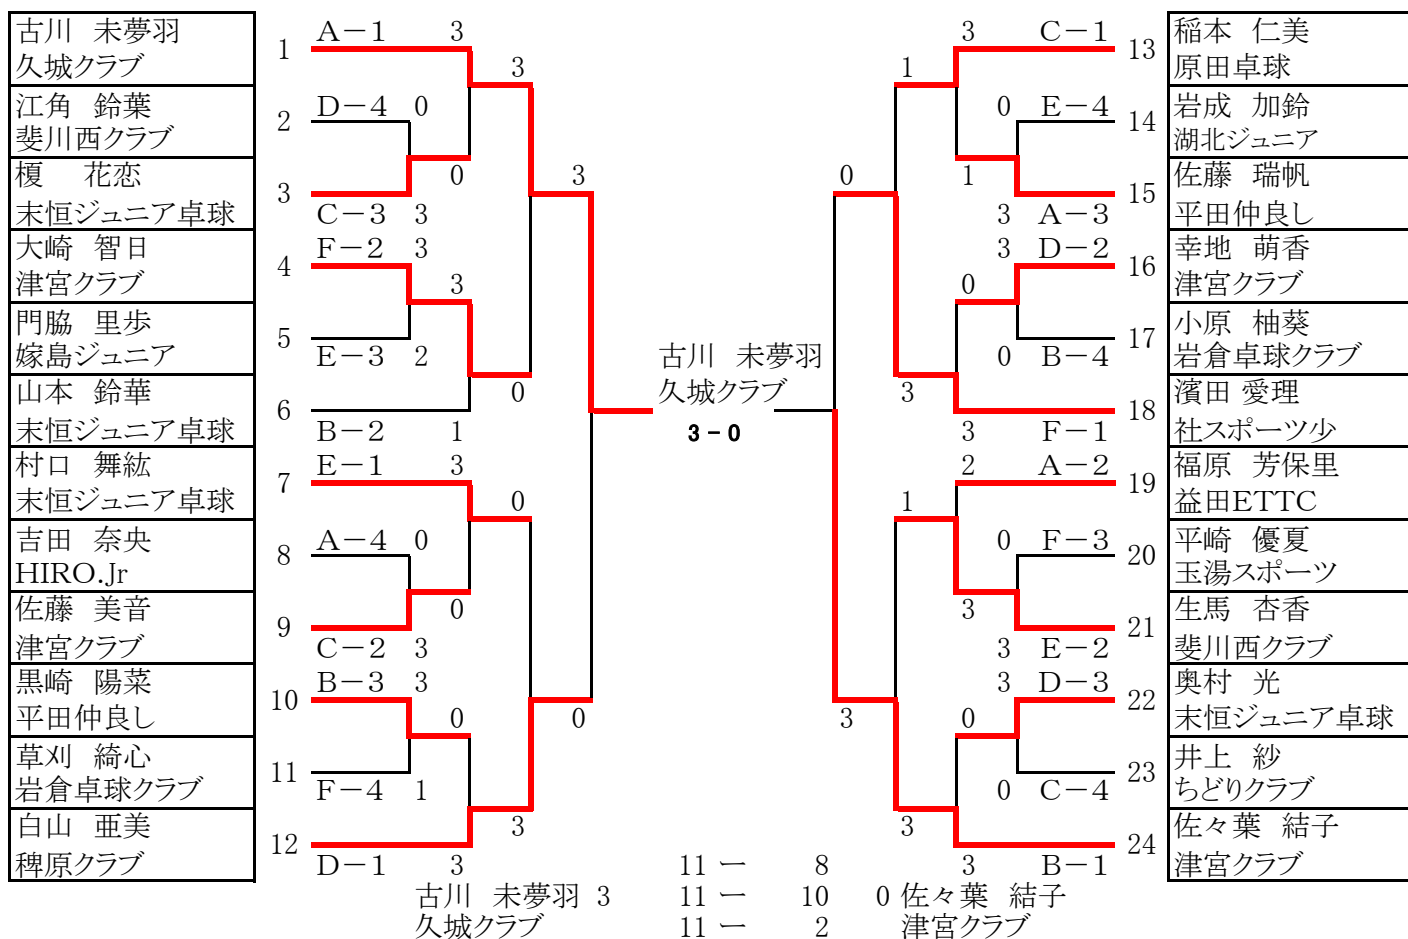 古川 未夢羽
久城クラブ
1
A-1 3
江角 鈴葉
斐川西クラブ
2
D-4 0
榎 花恋
末恒ジュニア卓球
3
C-3 3
0
3
大崎 智日
津宮クラブ
4
F-2 3
門脇 里歩
嫁島ジュニア
5
E-3 2
3
山本 鈴華
末恒ジュニア卓球
6
B-2 1
0
3
村口 舞紘
末恒ジュニア卓球
7
E-1 3
吉田 奈央
HIRO.Jr
8
A-4 0
佐藤 美音
津宮クラブ
9
C-2 3
0
0
黒崎 陽菜
平田仲良し
10
B-3 3
草刈 綺心
岩倉卓球クラブ
11
F-4 1
0
白山 亜美
稗原クラブ
12
D-1 3
3
0
古川 未夢羽
久城クラブ
3-0
3 C-1
13
稲本 仁美
原田卓球
0 E-4
14
岩成 加鈴
湖北ジュニア
3 A-3
15
佐藤 瑞帆
平田仲良し
1
1
3 D-2
16
幸地 萌香
津宮クラブ
0 B-4
17
小原 柚葵
岩倉卓球クラブ
0
3 F-1
18
濱田 愛理
社スポーツ少
3
0
2 A-2
19
福原 芳保里
益田ETTC
0 F-3
20
平崎 優夏
玉湯スポーツ
3 E-2
21
生馬 杏香
斐川西クラブ
3
1
3 D-3
22
奥村 光
末恒ジュニア卓球
0 C-4
23
井上 紗
ちどりクラブ
0
3 B-1
24
佐々葉 結子
津宮クラブ
3
3
11 ー 8
古川 未夢羽 3 11 ー 10 0 佐々葉 結子
久城クラブ 11 ー 2 津宮クラブ